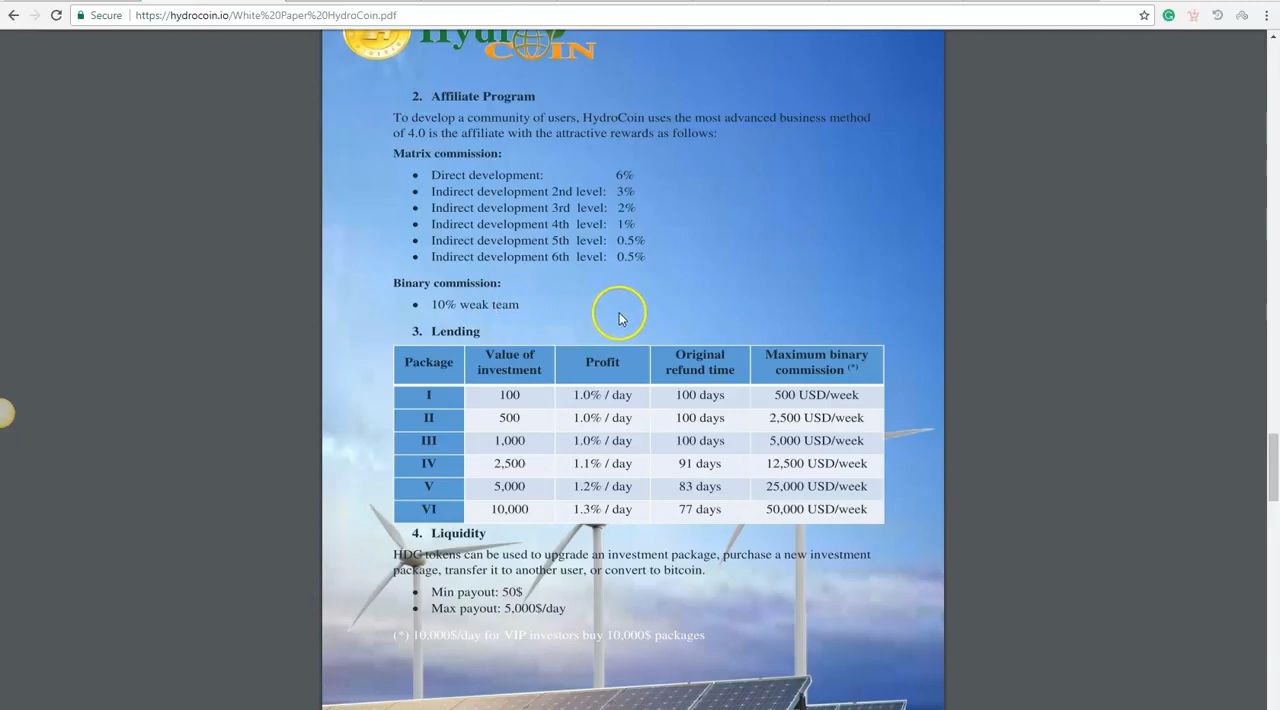 Secure
https://hydrocoin.io/White%20Paper%20HydroCoin.pdf
Hydro
COIN
2. Affiliate Program
To develop a community of users, HydroCoin uses the most advanced business method
of 4.0 is the affiliate with the attractive rewards as follows:
Matrix commission:
• Direct development: 6%
• Indirect development 2nd level: 3%
• Indirect development 3rd level: 2%
• Indirect development 4th level: 1%
• Indirect development 5th level: 0.5%
• Indirect development 6th level: 0.5%
Binary commission:
• 10% weak team
3. Lending
Package Value of investment Profit Original refund time Maximum binary commission (*)
I 100 1.0% / day 100 days 500 USD/week
II 500 1.0% / day 100 days 2,500 USD/week
III 1,000 1.0% / day 100 days 5,000 USD/week
IV 2,500 1.1% / day 91 days 12,500 USD/week
V 5,000 1.2% / day 83 days 25,000 USD/week
VI 10,000 1.3% / day 77 days 50,000 USD/week
4. Liquidity
HDC tokens can be used to upgrade an investment package, purchase a new investment
package, transfer it to another user, or convert to bitcoin.
• Min payout: 50$
• Max payout: 5,000$/day
(*) 10,000$/day for VIP investors buy 10,000$ packages